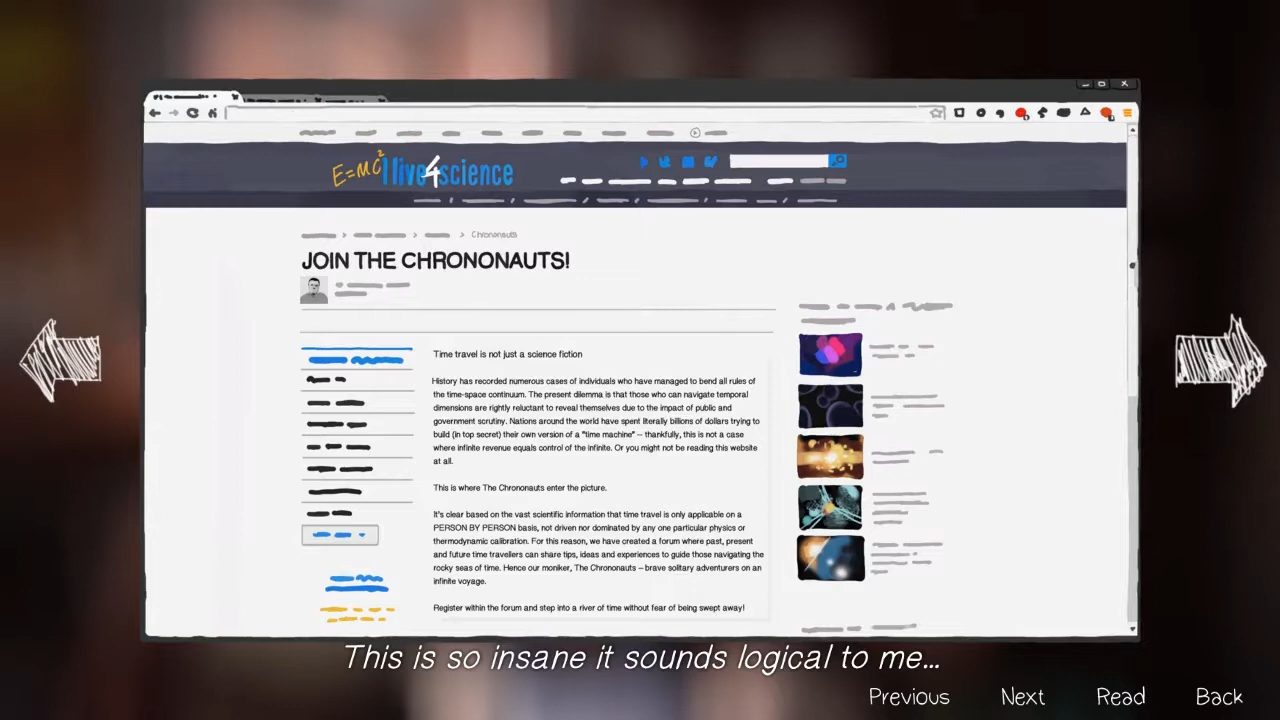 E=MC2 I live4science
Chrononauts
JOIN THE CHRONONAUTS!
Time travel is not just a science fiction
History has recorded numerous cases of individuals who have managed to bend all rules of
the time-space continuum. The present dilemma is that those who can navigate temporal
dimensions are rightly reluctant to reveal themselves due to the impact of public and
government scrutiny. Nations around the world have spent literally billions of dollars trying to
build (in top secret) their own version of a "time machine" -- thankfully, this is not a case
where infinite revenue equals control of the infinite. Or you might not be reading this website
at all.
This is where The Chrononauts enter the picture.
It's clear based on the vast scientific information that time travel is only applicable on a
PERSON BY PERSON basis, not driven nor dominated by any one particular physics or
thermodynamic calibration. For this reason, we have created a forum where past, present
and future time travellers can share tips, ideas and experiences to guide those navigating the
rocky seas of time. Hence our moniker, The Chrononauts -- brave solitary adventurers on an
infinite voyage.
Register within the forum and step into a river of time without fear of being swept away!
This is so insane it sounds logical to me...
Previous Next Read Back